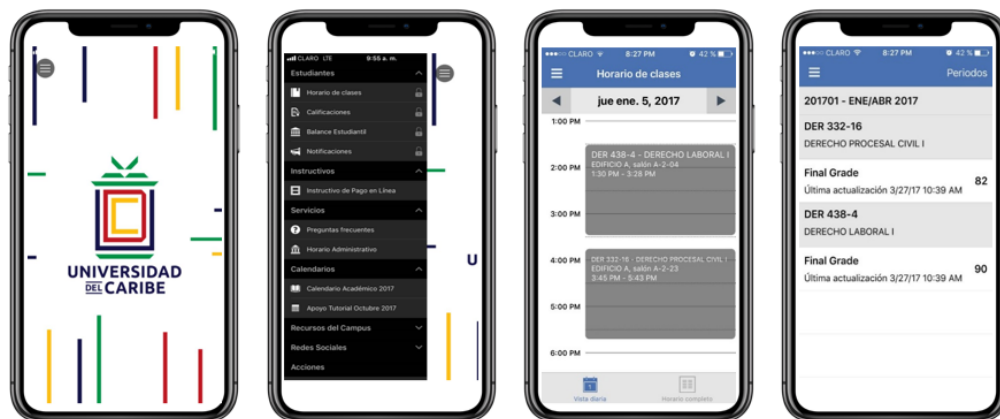 UNIVERSIDAD
DEL CARIBE
CLARO LTE
9:55 a. m.
Estudiantes
Horario de clases
Calificaciones
Balance Estudiantil
Notificaciones
Instructivos
Instructivo de Pago en Línea
Servicios
Preguntas frecuentes
Horario Administrativo
Calendarios
Calendario Académico 2017
Apoyo Tutorial Octubre 2017
Recursos del Campus
Redes Sociales
Acciones
U
CLARO
8:27 PM
42 %
Horario de clases
jue ene. 5, 2017
1:00 PM
DER 438-4 - DERECHO LABORAL I
EDIFICIO A, salón A-2-04
1:30 PM - 3:28 PM
2:00 PM
3:00 PM
4:00 PM
DER 332-16 - DERECHO PROCESAL CIVIL I
EDIFICIO A, salón A-2-23
3:45 PM - 5:43 PM
5:00 PM
6:00 PM
1
Vista diaria
Horario completo
CLARO
8:27 PM
42 %
Periodos
201701 - ENE/ABR 2017
DER 332-16
DERECHO PROCESAL CIVIL I
Final Grade
82
Última actualización 3/27/17 10:39 AM
DER 438-4
DERECHO LABORAL I
Final Grade
90
Última actualización 3/27/17 10:39 AM